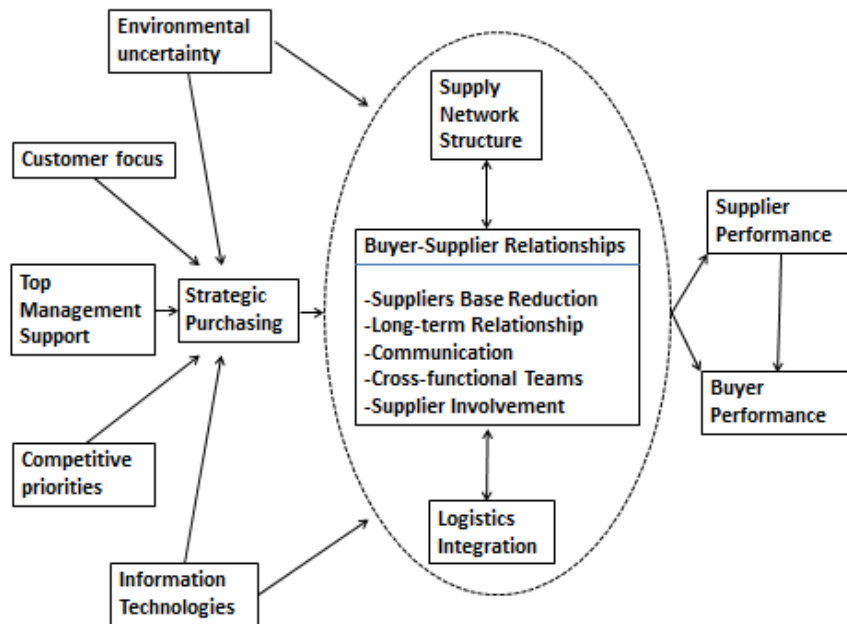 Environmental
uncertainty
Customer focus
Top
Management
Support
Strategic
Purchasing
Competitive
priorities
Information
Technologies
Supply
Network
Structure
Buyer-Supplier Relationships
-Suppliers Base Reduction
-Long-term Relationship
-Communication
-Cross-functional Teams
-Supplier Involvement
Logistics
Integration
Supplier
Performance
Buyer
Performance